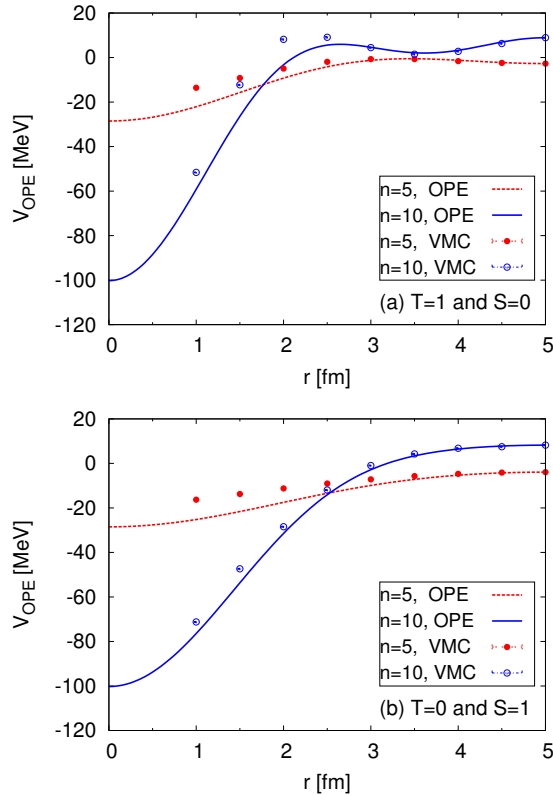 20
0
-20
-40
-60
-80
-100
-120
V_OPE [MeV]
n=5, OPE
n=10, OPE
n=5, VMC
n=10, VMC
(a) T=1 and S=0
0 1 2 3 4 5
r [fm]
20
0
-20
-40
-60
-80
-100
-120
V_OPE [MeV]
n=5, OPE
n=10, OPE
n=5, VMC
n=10, VMC
(b) T=0 and S=1
0 1 2 3 4 5
r [fm]